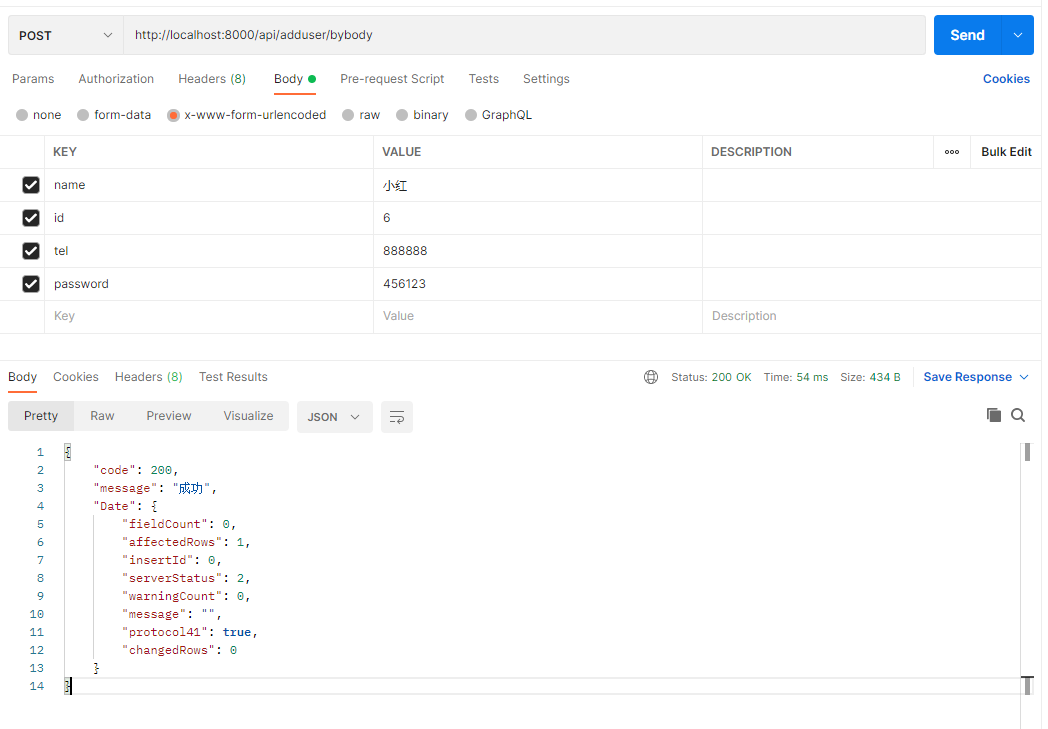 POST http://localhost:8000/api/adduser/bybody Send
Params Authorization Headers (8) Body Pre-request Script Tests Settings Cookies
none form-data x-www-form-urlencoded raw binary GraphQL
KEY VALUE DESCRIPTION ooo Bulk Edit
name 小红
id 6
tel 888888
password 456123
Key Value Description
Body Cookies Headers (8) Test Results Status: 200 OK Time: 54 ms Size: 434 B Save Response
Pretty Raw Preview Visualize JSON
1 {
2 "code": 200,
3 "message": "成功",
4 "Date": {
5 "fieldCount": 0,
6 "affectedRows": 1,
7 "insertId": 0,
8 "serverStatus": 2,
9 "warningCount": 0,
10 "message": "",
11 "protocol41": true,
12 "changedRows": 0
13 }
14 }